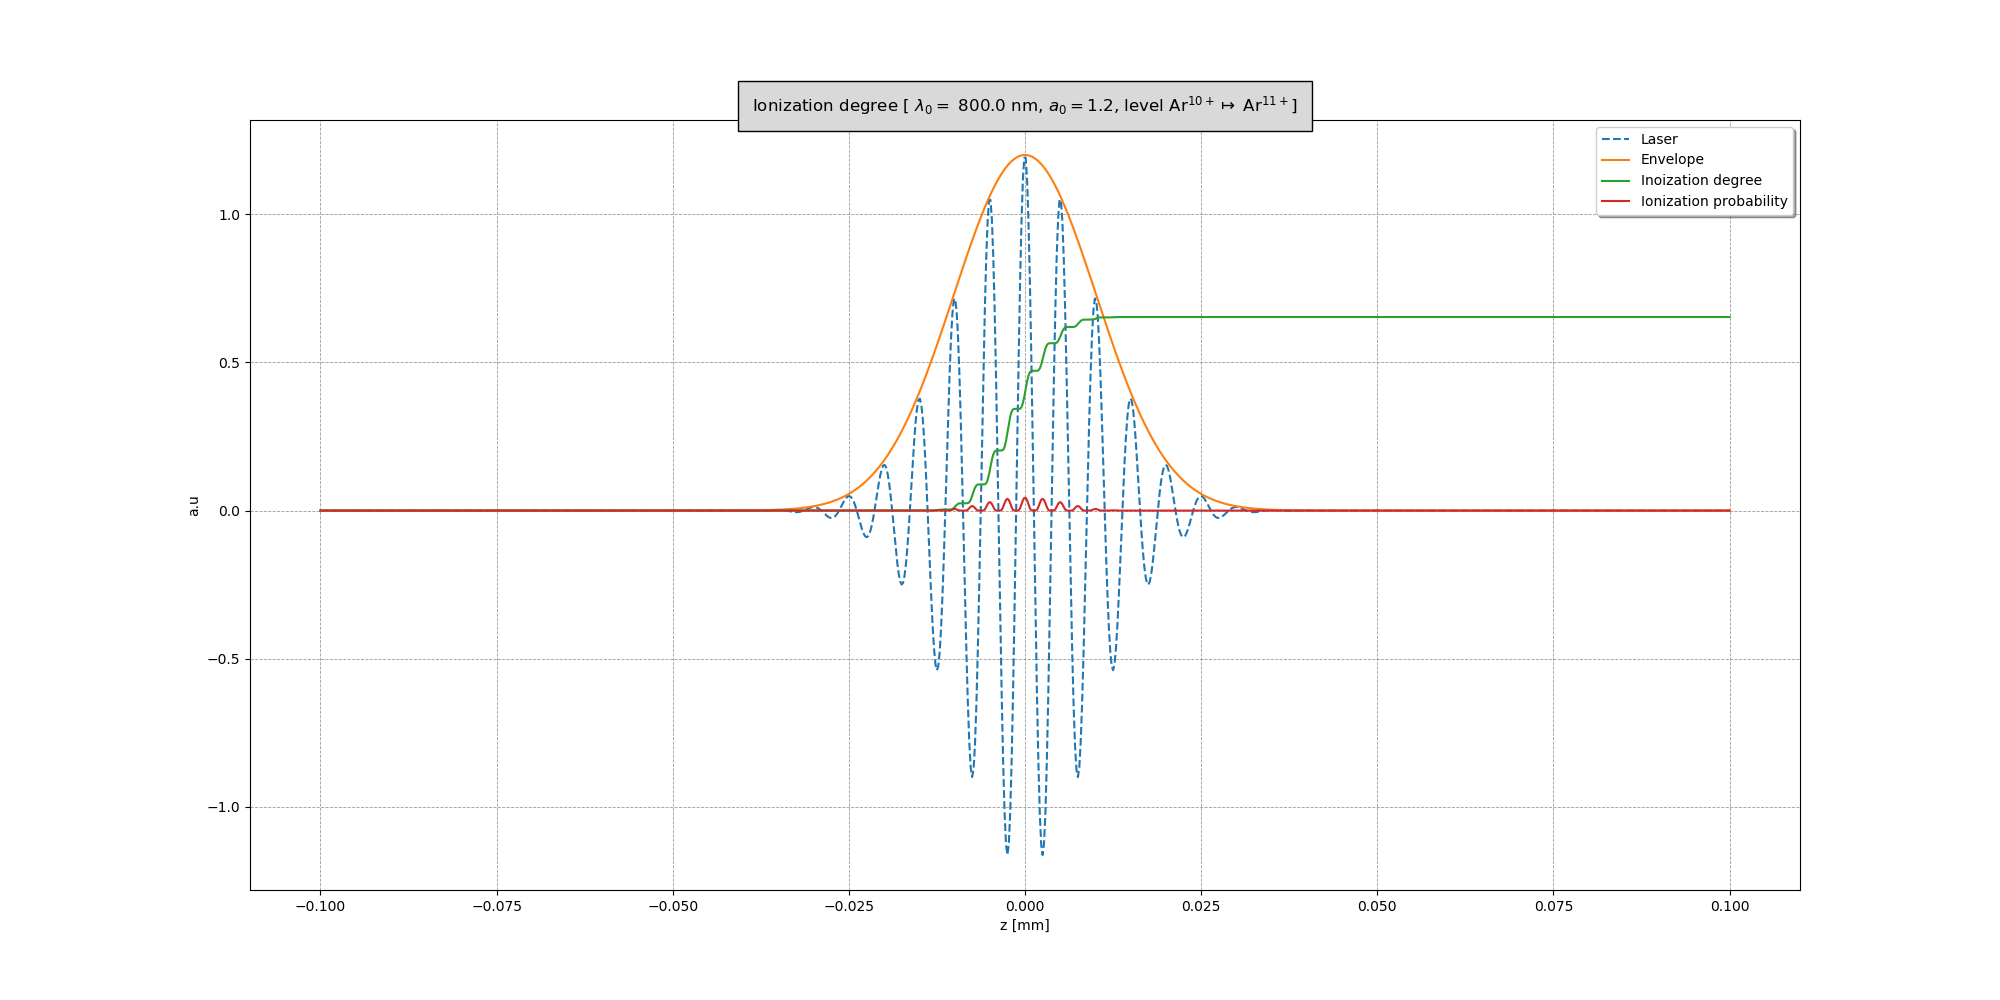 Ionization degree [ λ₀ = 800.0 nm, a₀ = 1.2, level Ar¹⁰⁺ ↦ Ar¹¹⁺]
Laser
Envelope
Inoization degree
Ionization probability
1.0
0.5
0.0
−0.5
−1.0
a.u
−0.100 −0.075 −0.050 −0.025 0.000 0.025 0.050 0.075 0.100
z [mm]